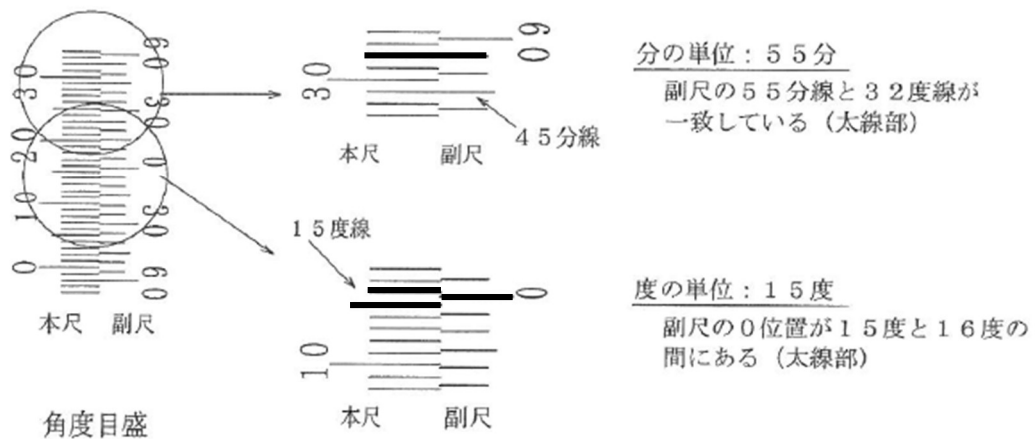 60
30
30
20
0
10
30
0
60
本尺 副尺
角度目盛
60
30
45分線
本尺 副尺
15度線
0
10
本尺 副尺
分の単位:55分
副尺の55分線と32度線が
一致している(太線部)
度の単位:15度
副尺の0位置が15度と16度の
間にある(太線部)